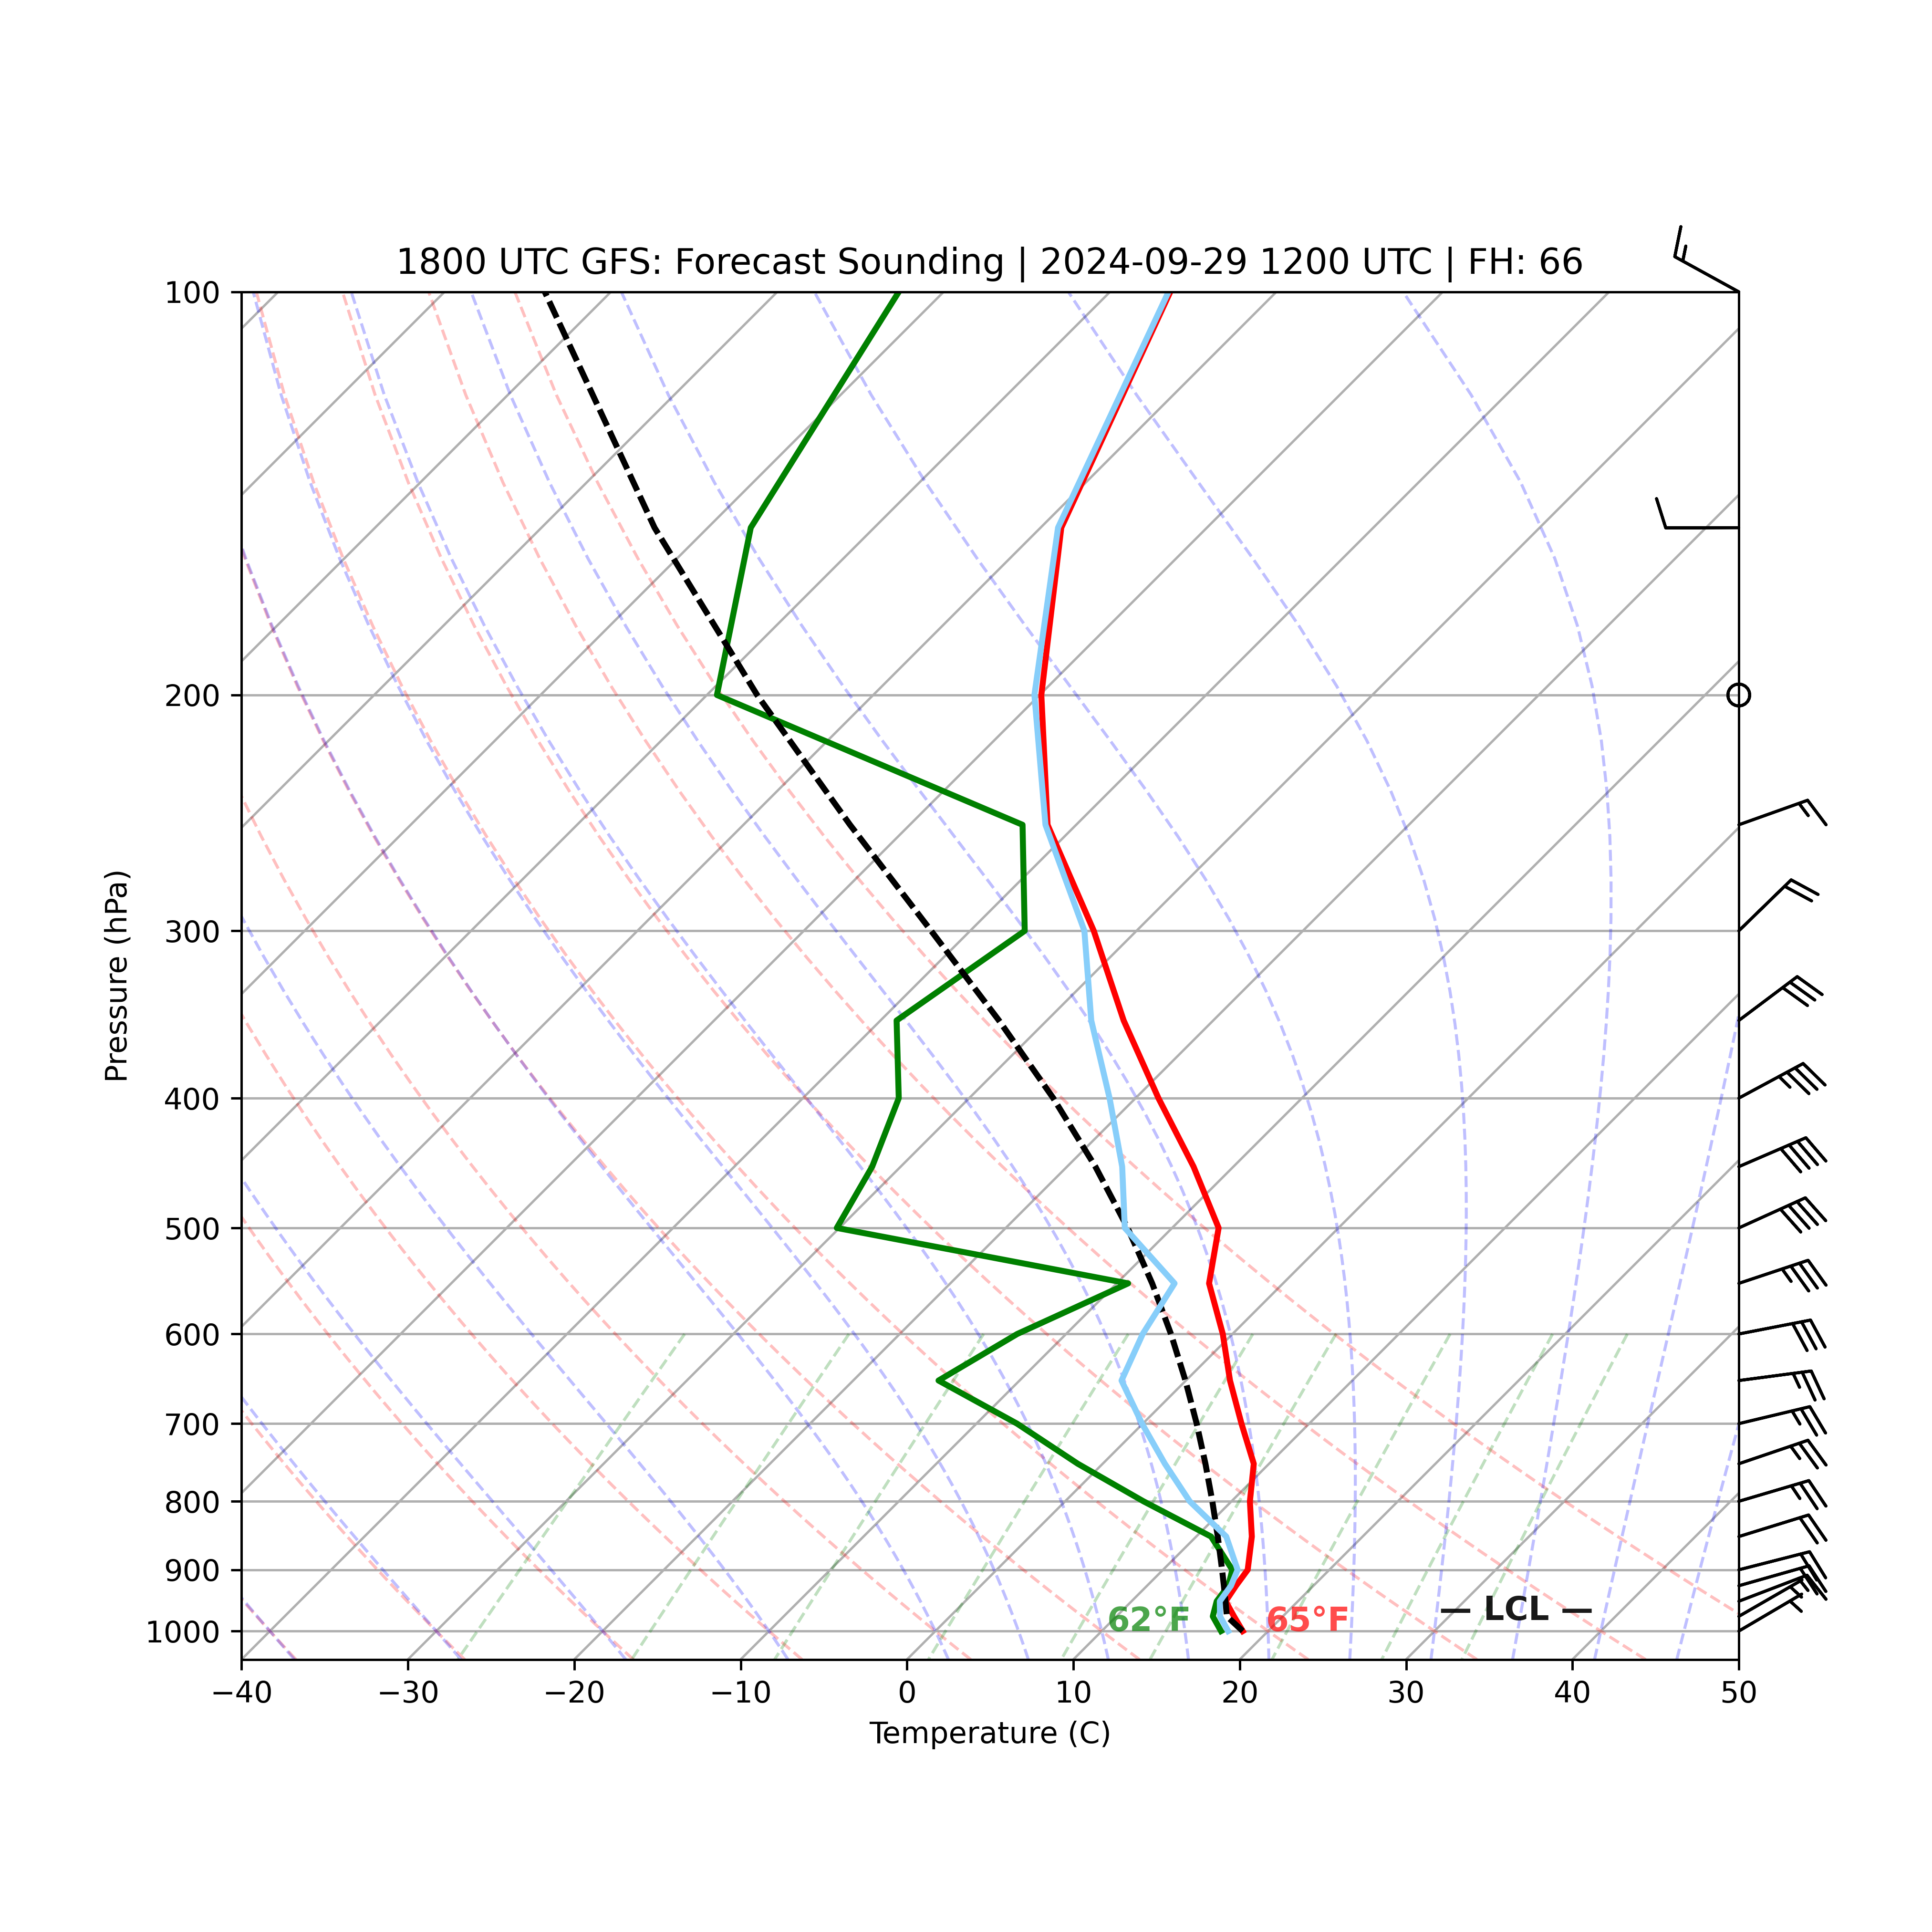 1800 UTC GFS: Forecast Sounding | 2024-09-29 1200 UTC | FH: 66
100
200
300
400
500
600
700
800
900
1000
Pressure (hPa)
62°F
65°F
— LCL —
−40 −30 −20 −10 0 10 20 30 40 50
Temperature (C)